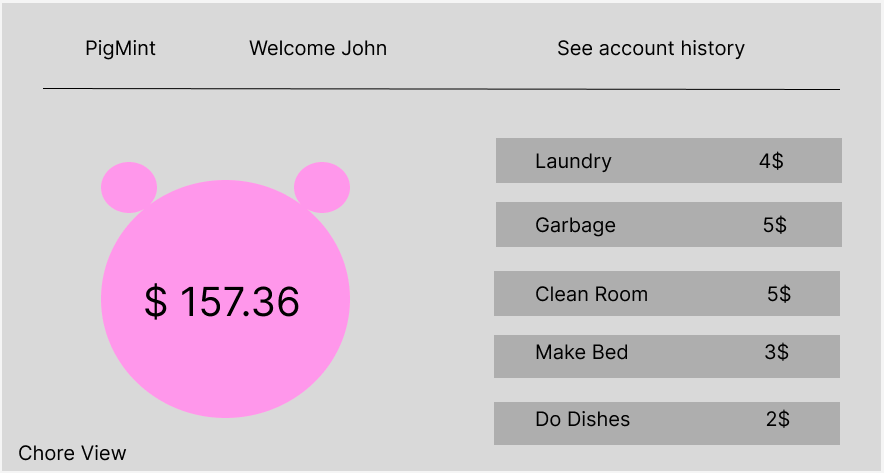 PigMint Welcome John See account history
$ 157.36
Laundry 4$
Garbage 5$
Clean Room 5$
Make Bed 3$
Do Dishes 2$
Chore View